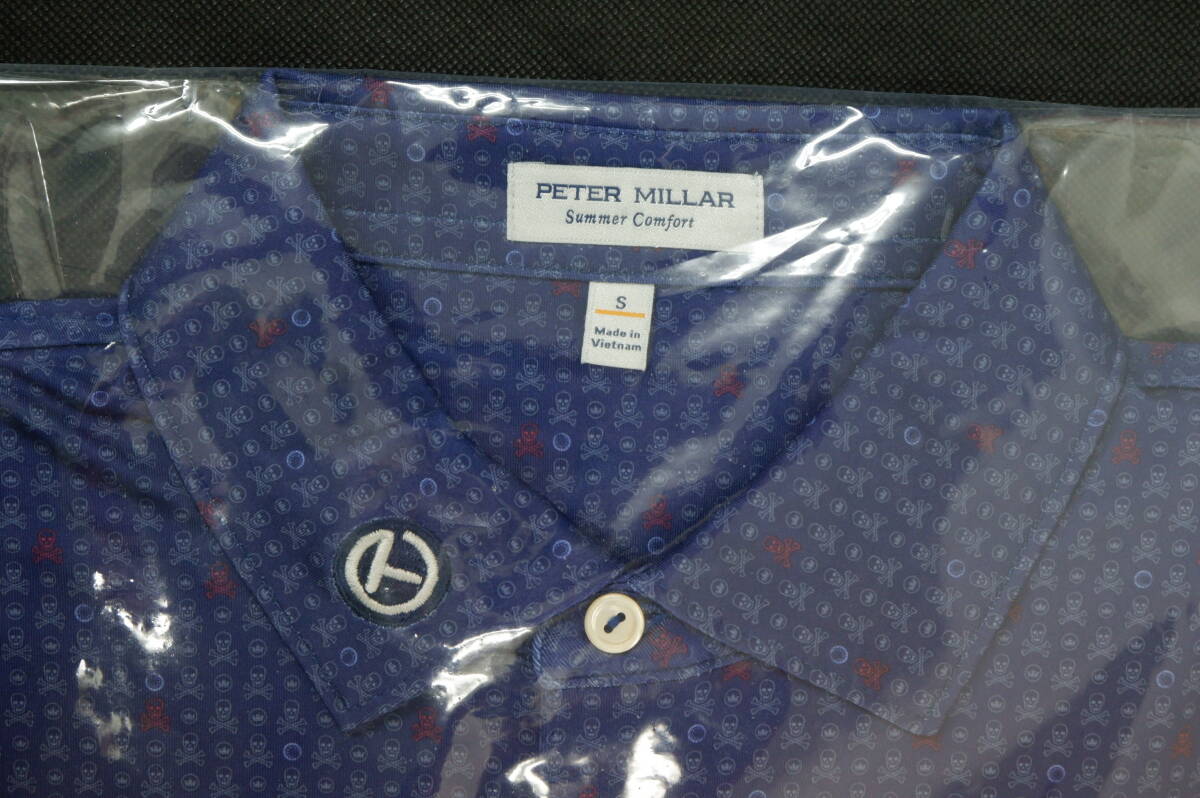 PETER MILLAR
Summer Comfort
S
Made in
Vietnam